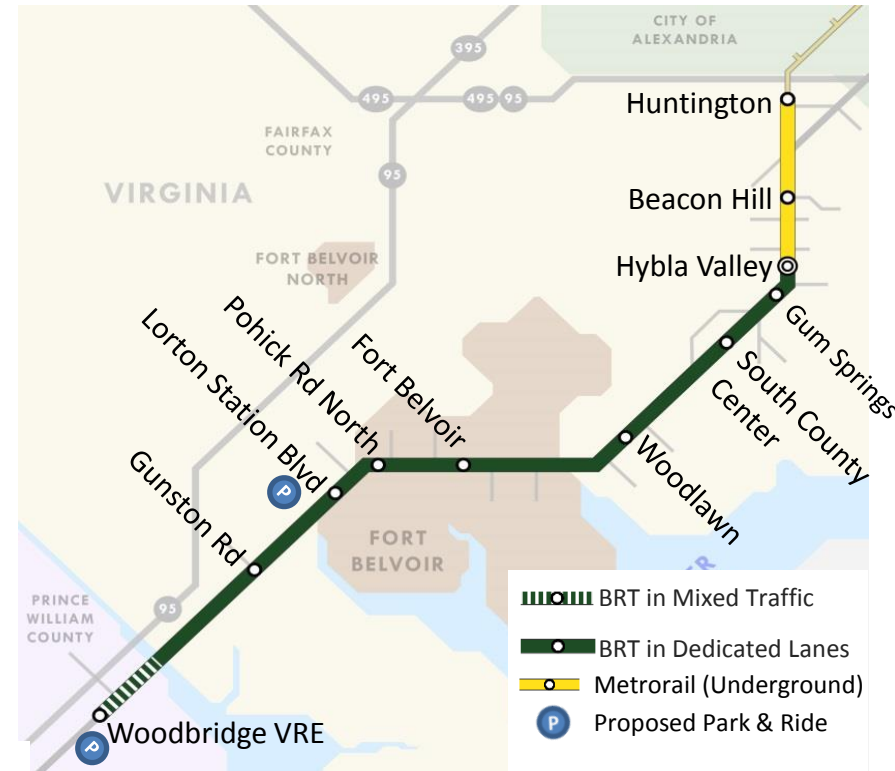 CITY OF
ALEXANDRIA
395
495
495
95
Huntington
FAIRFAX
COUNTY
95
VIRGINIA
Beacon Hill
FORT BELVOIR
NORTH
Hybla Valley
Gum Springs
South County
Center
Woodlawn
Fort Belvoir
Pohick Rd North
Lorton Station Blvd
P
Gunston Rd
FORT
BELVOIR
PRINCE
WILLIAM
COUNTY
95
Woodbridge VRE
P
BRT in Mixed Traffic
BRT in Dedicated Lanes
Metrorail (Underground)
P
Proposed Park & Ride